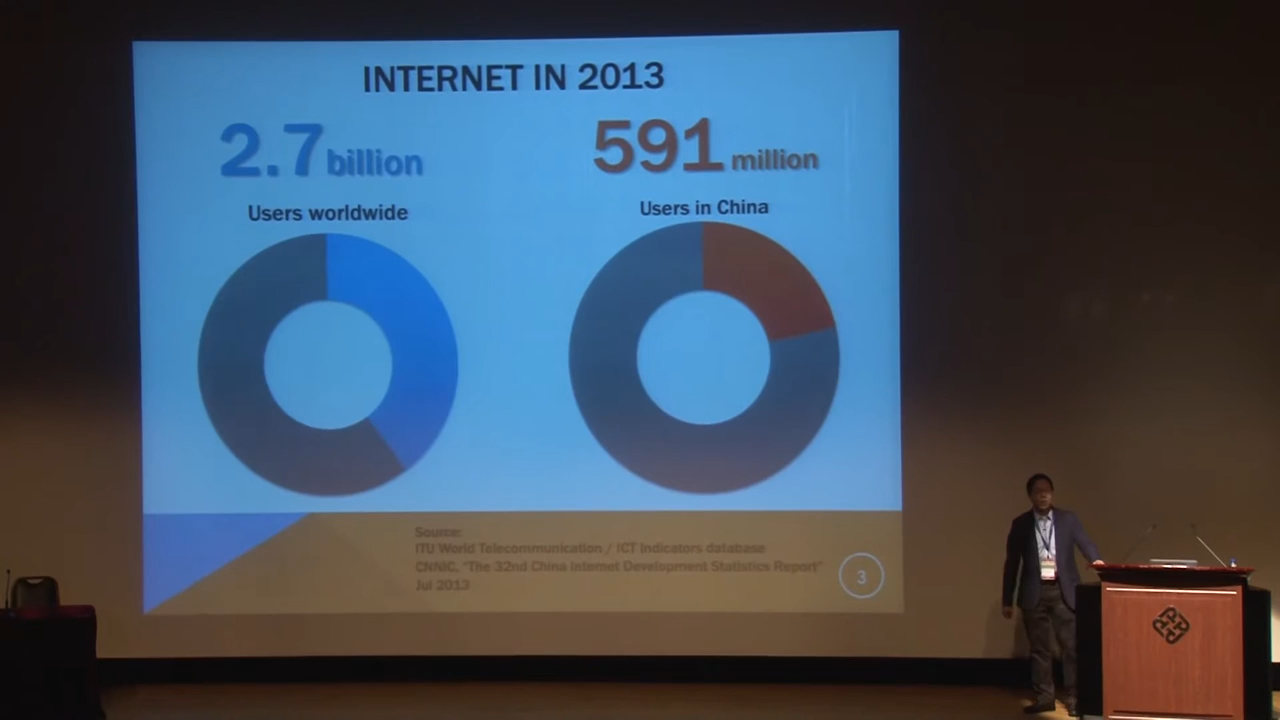 INTERNET IN 2013
2.7 billion
Users worldwide
591 million
Users in China
Source:
ITU World Telecommunication / ICT Indicators database
CNNIC, "The 32nd China Internet Development Statistics Report"
Jul 2013
3